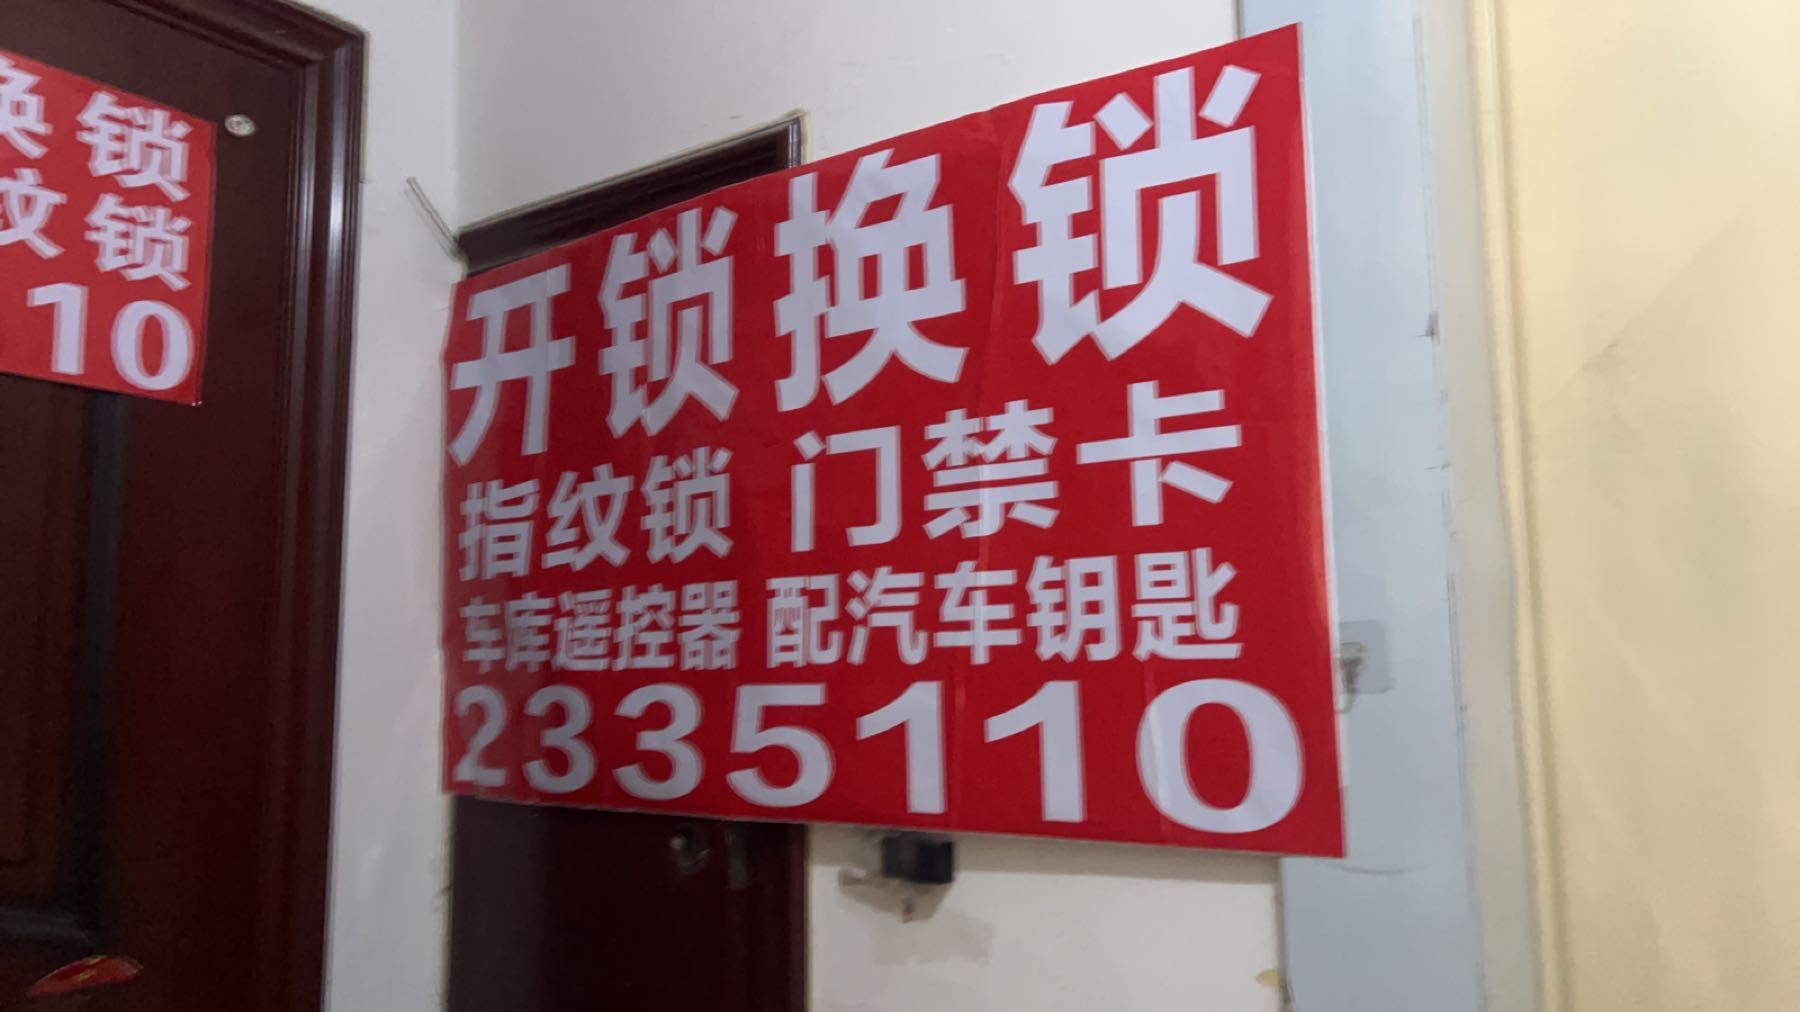 换锁
纹锁
10
开锁换锁
指纹锁 门禁卡
车库遥控器 配汽车钥匙
2335110